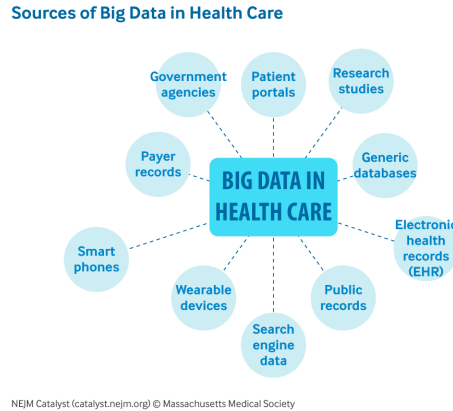 Sources of Big Data in Health Care
Government
agencies
Patient
portals
Research
studies
Payer
records
BIG DATA IN
HEALTH CARE
Generic
databases
Electronic
health
records
(EHR)
Smart
phones
Wearable
devices
Public
records
Search
engine
data
NEJM Catalyst (catalyst.nejm.org) © Massachusetts Medical Society